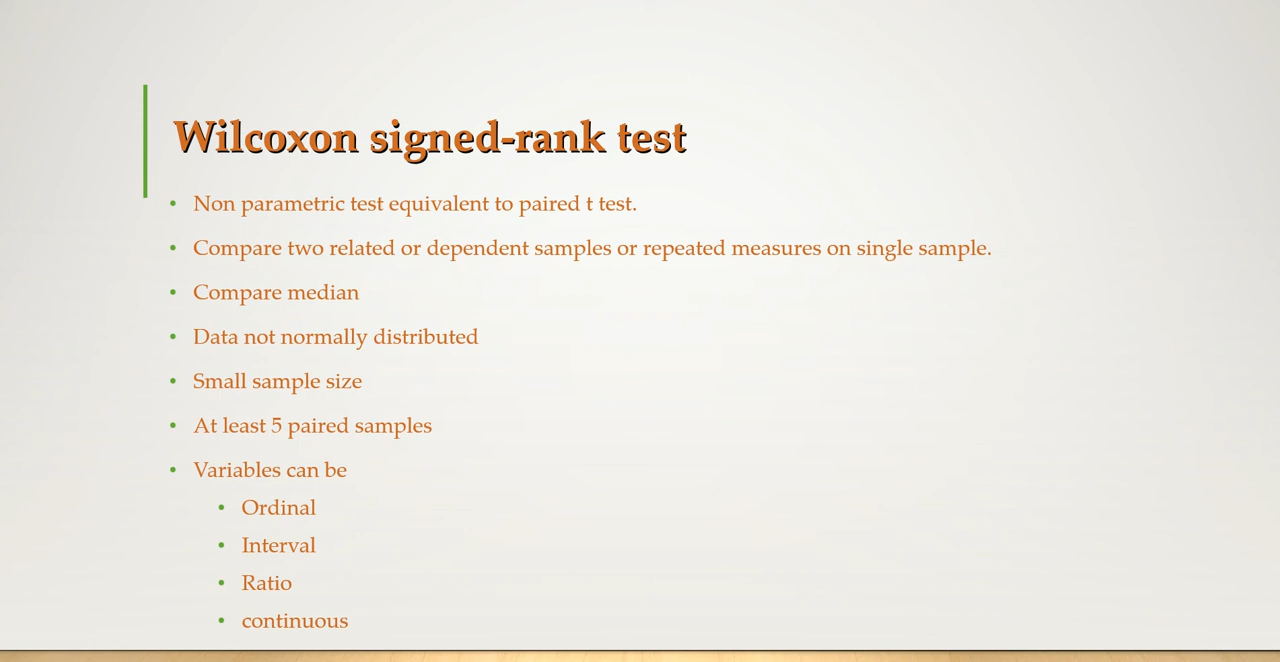 Wilcoxon signed-rank test
• Non parametric test equivalent to paired t test.
• Compare two related or dependent samples or repeated measures on single sample.
• Compare median
• Data not normally distributed
• Small sample size
• At least 5 paired samples
• Variables can be
• Ordinal
• Interval
• Ratio
• continuous